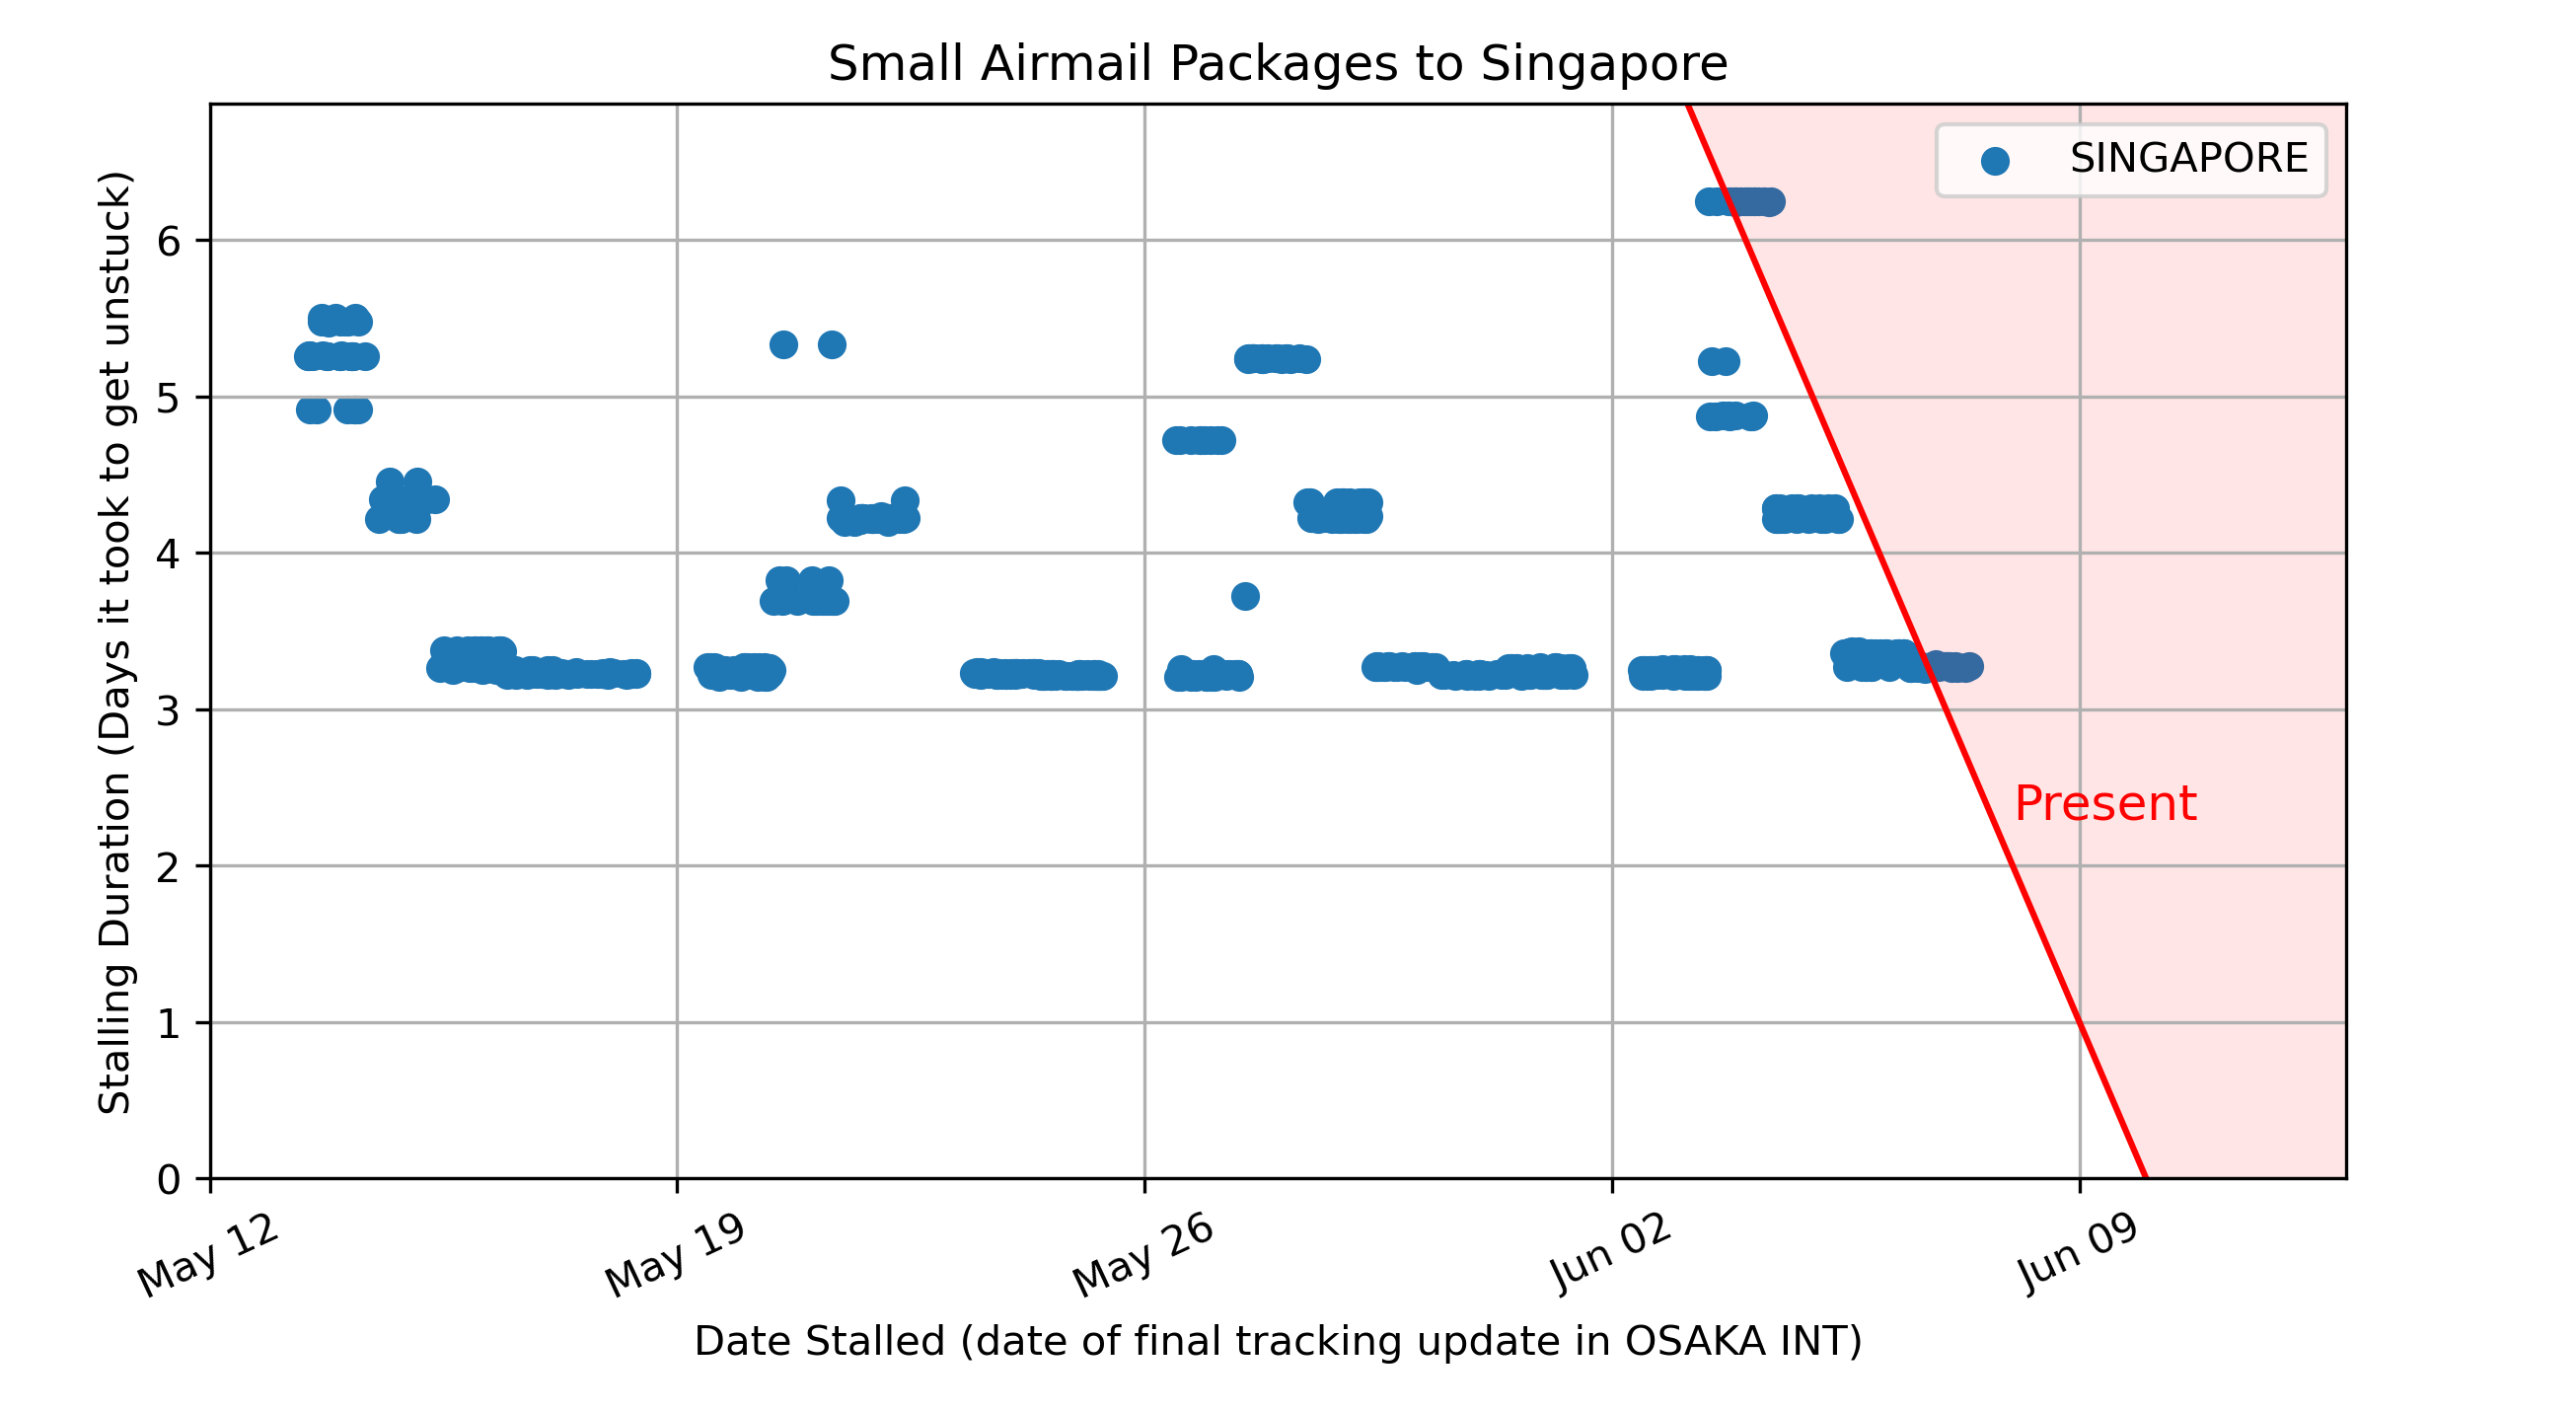 Small Airmail Packages to Singapore
SINGAPORE
Stalling Duration (Days it took to get unstuck)
6
5
4
3
2
1
0
Present
May 12
May 19
May 26
Jun 02
Jun 09
Date Stalled (date of final tracking update in OSAKA INT)